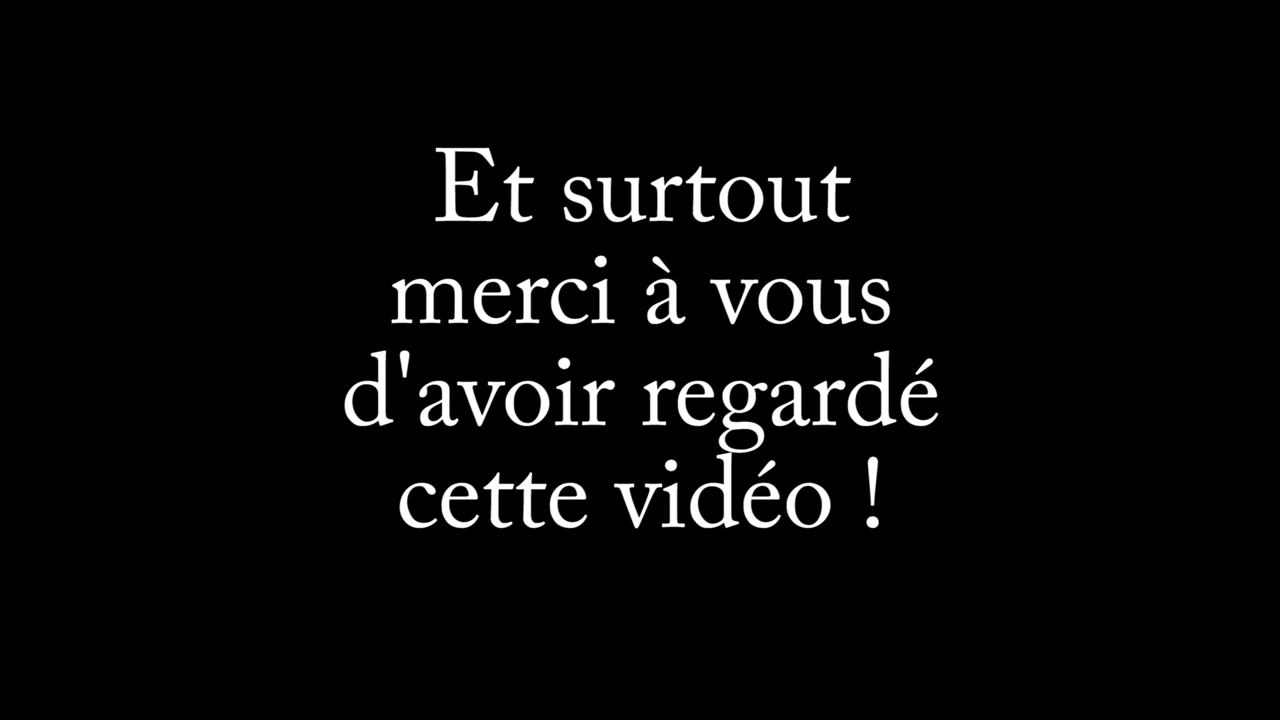 Et surtout
merci à vous
d'avoir regardé
cette vidéo !